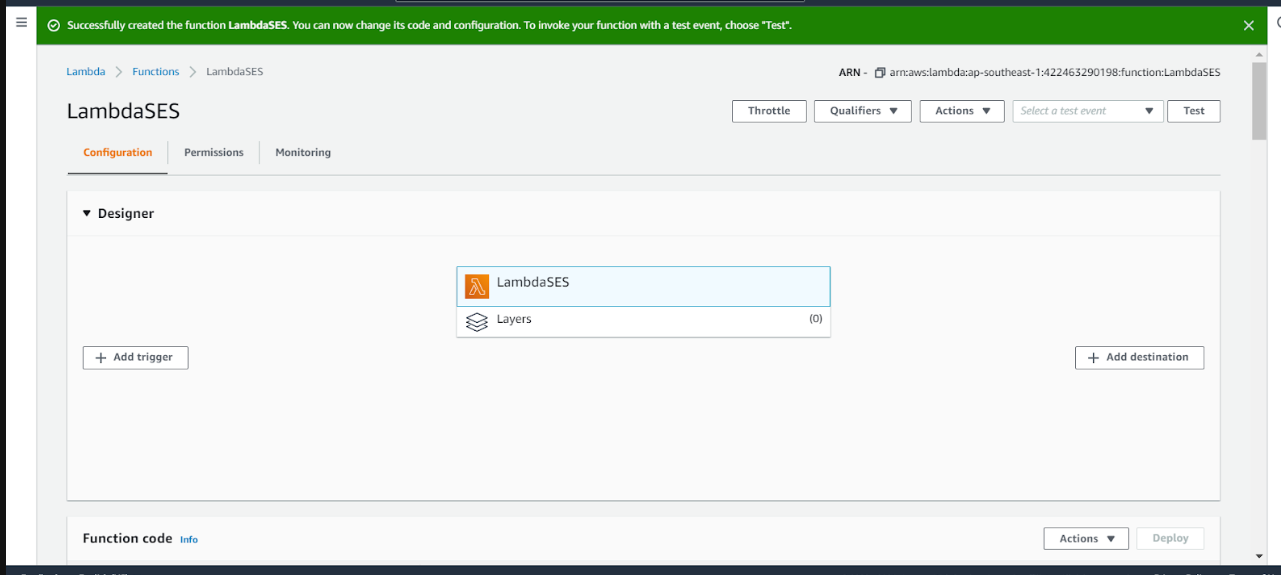 Successfully created the function LambdaSES. You can now change its code and configuration. To invoke your function with a test event, choose "Test".
Lambda > Functions > LambdaSES
ARN - arn:aws:lambda:ap-southeast-1:422463290198:function:LambdaSES
LambdaSES
Throttle
Qualifiers
Actions
Select a test event
Test
Configuration
Permissions
Monitoring
Designer
LambdaSES
Layers (0)
+ Add trigger
+ Add destination
Function code Info
Actions
Deploy